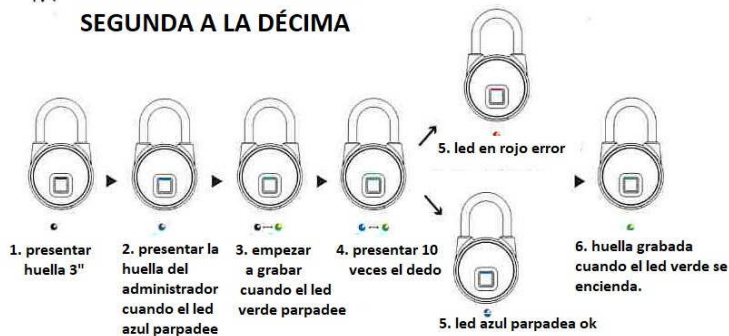 SEGUNDA A LA DÉCIMA
1. presentar
huella 3"
2. presentar la
huella del
administrador
cuando el led
azul parpadee
3. empezar
a grabar
cuando el led
verde parpadee
4. presentar 10
veces el dedo
5. led en rojo error
5. led azul parpadea ok
6. huella grabada
cuando el led verde se
encienda.